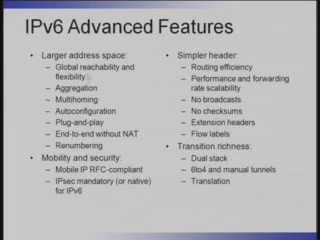 IPv6 Advanced Features
• Larger address space:
– Global reachability and
flexibility
– Aggregation
– Multihoming
– Autoconfiguration
– Plug-and-play
– End-to-end without NAT
– Renumbering
• Mobility and security:
– Mobile IP RFC-compliant
– IPsec mandatory (or native)
for IPv6
• Simpler header:
– Routing efficiency
– Performance and forwarding
rate scalability
– No broadcasts
– No checksums
– Extension headers
– Flow labels
• Transition richness:
– Dual stack
– 6to4 and manual tunnels
– Translation